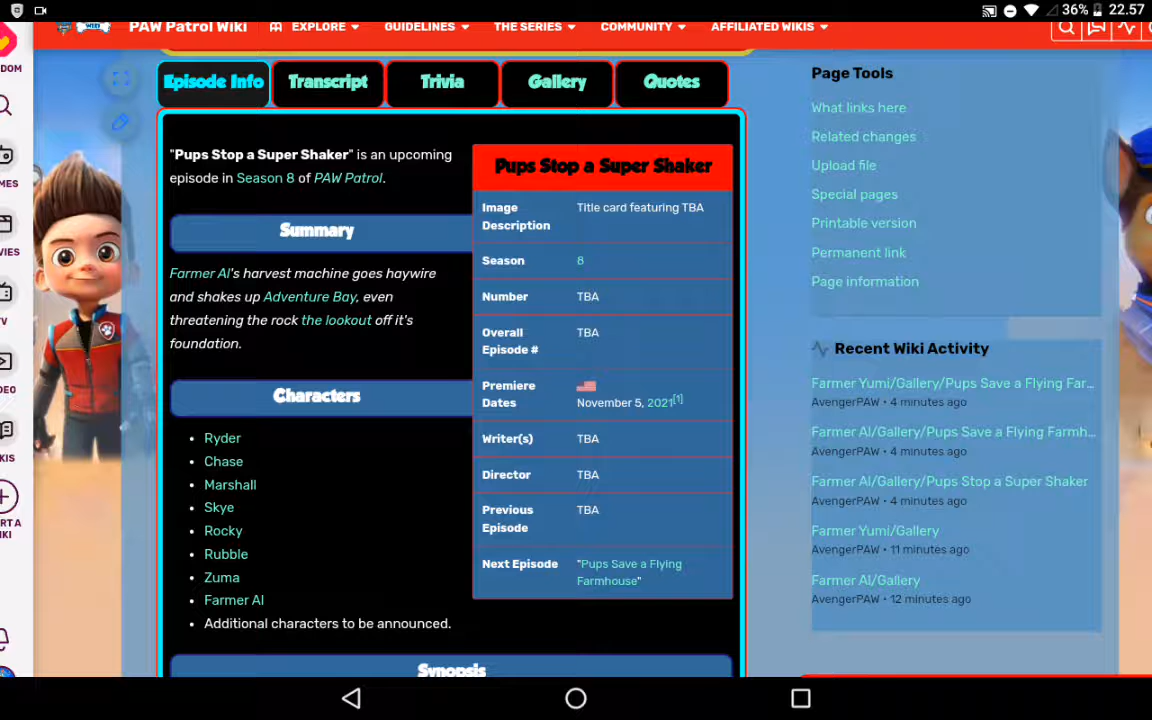 36% 22.57
PAW Patrol Wiki EXPLORE GUIDELINES THE SERIES COMMUNITY AFFILIATED WIKIS
Episode Info Transcript Trivia Gallery Quotes
"Pups Stop a Super Shaker" is an upcoming
episode in Season 8 of PAW Patrol.
Summary
Farmer Al's harvest machine goes haywire
and shakes up Adventure Bay, even
threatening the rock the lookout off it's
foundation.
Characters
Ryder
Chase
Marshall
Skye
Rocky
Rubble
Zuma
Farmer Al
Additional characters to be announced.
Synopsis
Pups Stop a Super Shaker
Image Title card featuring TBA
Description
Season 8
Number TBA
Overall TBA
Episode #
Premiere
Dates November 5, 2021[1]
Writer(s) TBA
Director TBA
Previous TBA
Episode
Next Episode "Pups Save a Flying
Farmhouse"
Page Tools
What links here
Related changes
Upload file
Special pages
Printable version
Permanent link
Page information
Recent Wiki Activity
Farmer Yumi/Gallery/Pups Save a Flying Far...
AvengerPAW • 4 minutes ago
Farmer Al/Gallery/Pups Save a Flying Farmh...
AvengerPAW • 4 minutes ago
Farmer Al/Gallery/Pups Stop a Super Shaker
AvengerPAW • 4 minutes ago
Farmer Yumi/Gallery
AvengerPAW • 11 minutes ago
Farmer Al/Gallery
AvengerPAW • 12 minutes ago